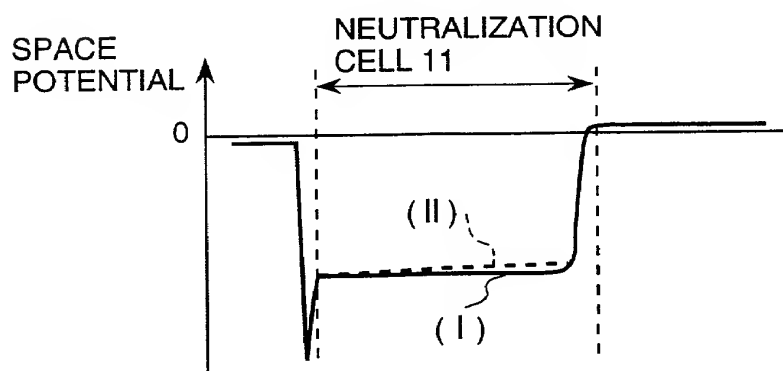 NEUTRALIZATION
CELL 11
SPACE
POTENTIAL
0
(II)
(I)